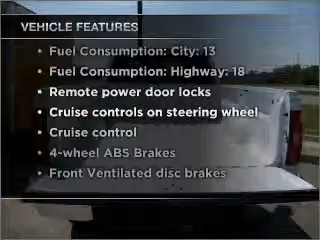 VEHICLE FEATURES
• Fuel Consumption: City: 13
• Fuel Consumption: Highway: 18
• Remote power door locks
• Cruise controls on steering wheel
• Cruise control
• 4-wheel ABS Brakes
• Front Ventilated disc brakes